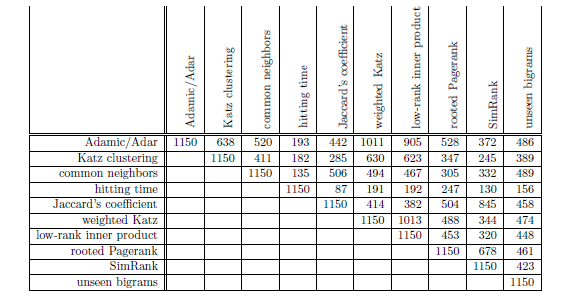 Adamic/Adar
Katz clustering
common neighbors
hitting time
Jaccard's coefficient
weighted Katz
low-rank inner product
rooted Pagerank
SimRank
unseen bigrams
Adamic/Adar 1150 638 520 193 442 1011 905 528 372 486
Katz clustering 1150 411 182 285 630 623 347 245 389
common neighbors 1150 135 506 494 467 305 332 489
hitting time 1150 87 191 192 247 130 156
Jaccard's coefficient 1150 414 382 504 845 458
weighted Katz 1150 1013 488 344 474
low-rank inner product 1150 453 320 448
rooted Pagerank 1150 678 461
SimRank 1150 423
unseen bigrams 1150